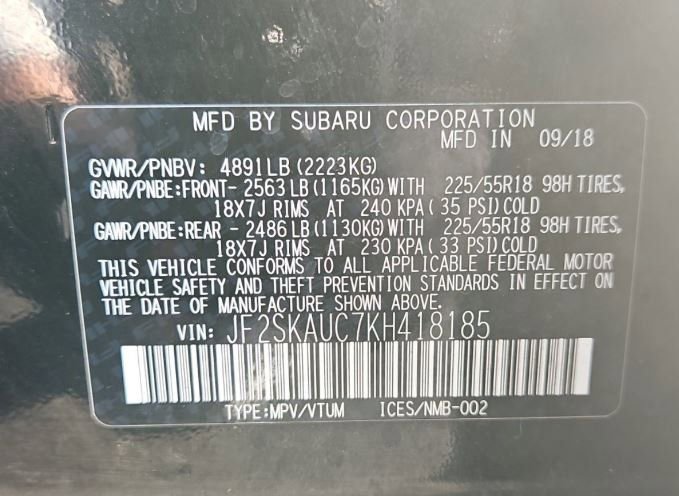 MFD BY SUBARU CORPORATION
MFD IN 09/18
GVWR/PNBV: 4891LB (2223KG)
GAWR/PNBE:FRONT- 2563 LB (1165KG) WITH 225/55R18 98H TIRES,
18X7J RIMS AT 240 KPA ( 35 PSI) COLD
GAWR/PNBE:REAR - 2486 LB (1130KG) WITH 225/55R18 98H TIRES,
18X7J RIMS AT 230 KPA ( 33 PSI) COLD
THIS VEHICLE CONFORMS TO ALL APPLICABLE FEDERAL MOTOR
VEHICLE SAFETY AND THEFT PREVENTION STANDARDS IN EFFECT ON
THE DATE OF MANUFACTURE SHOWN ABOVE.
VIN: JF2SKAUC7KH418185
TYPE:MPV/VTUM ICES/NMB-002